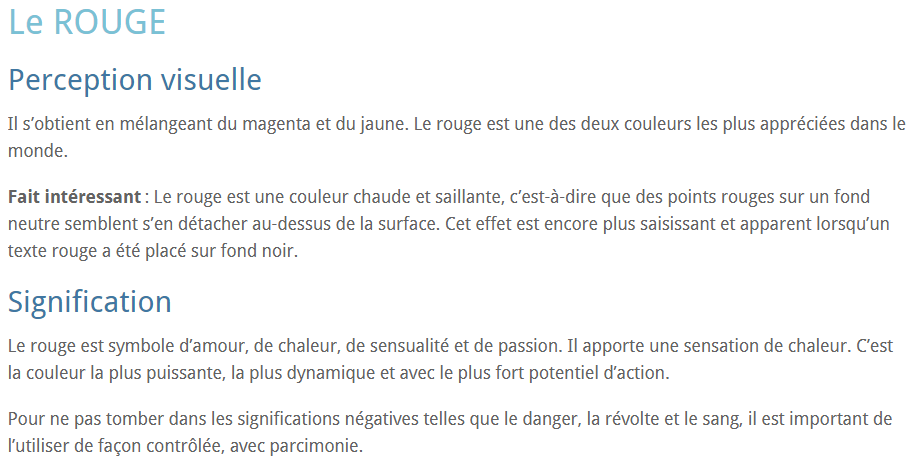 Le ROUGE
Perception visuelle
Il s’obtient en mélangeant du magenta et du jaune. Le rouge est une des deux couleurs les plus appréciées dans le
monde.
Fait intéressant : Le rouge est une couleur chaude et saillante, c’est-à-dire que des points rouges sur un fond
neutre semblent s’en détacher au-dessus de la surface. Cet effet est encore plus saisissant et apparent lorsqu’un
texte rouge a été placé sur fond noir.
Signification
Le rouge est symbole d’amour, de chaleur, de sensualité et de passion. Il apporte une sensation de chaleur. C’est
la couleur la plus puissante, la plus dynamique et avec le plus fort potentiel d’action.
Pour ne pas tomber dans les significations négatives telles que le danger, la révolte et le sang, il est important de
l’utiliser de façon contrôlée, avec parcimonie.